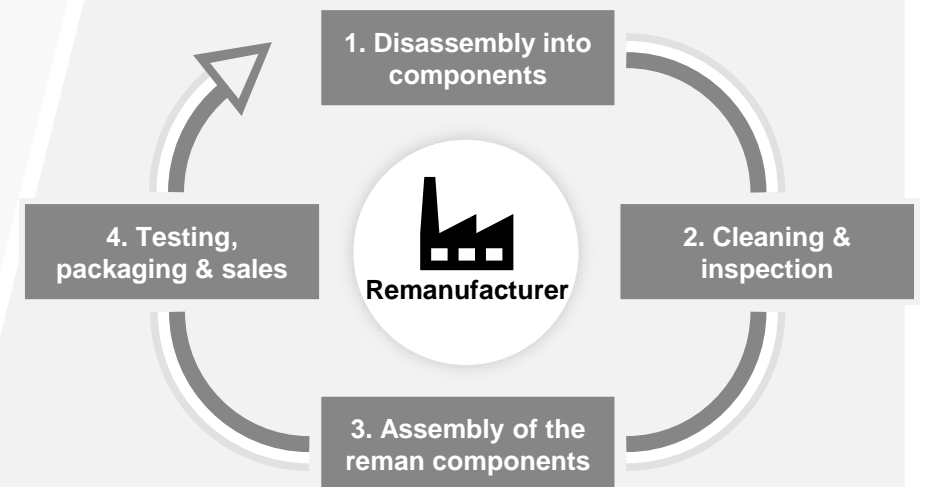 1. Disassembly into
components
2. Cleaning &
inspection
3. Assembly of the
reman components
4. Testing,
packaging & sales
Remanufacturer